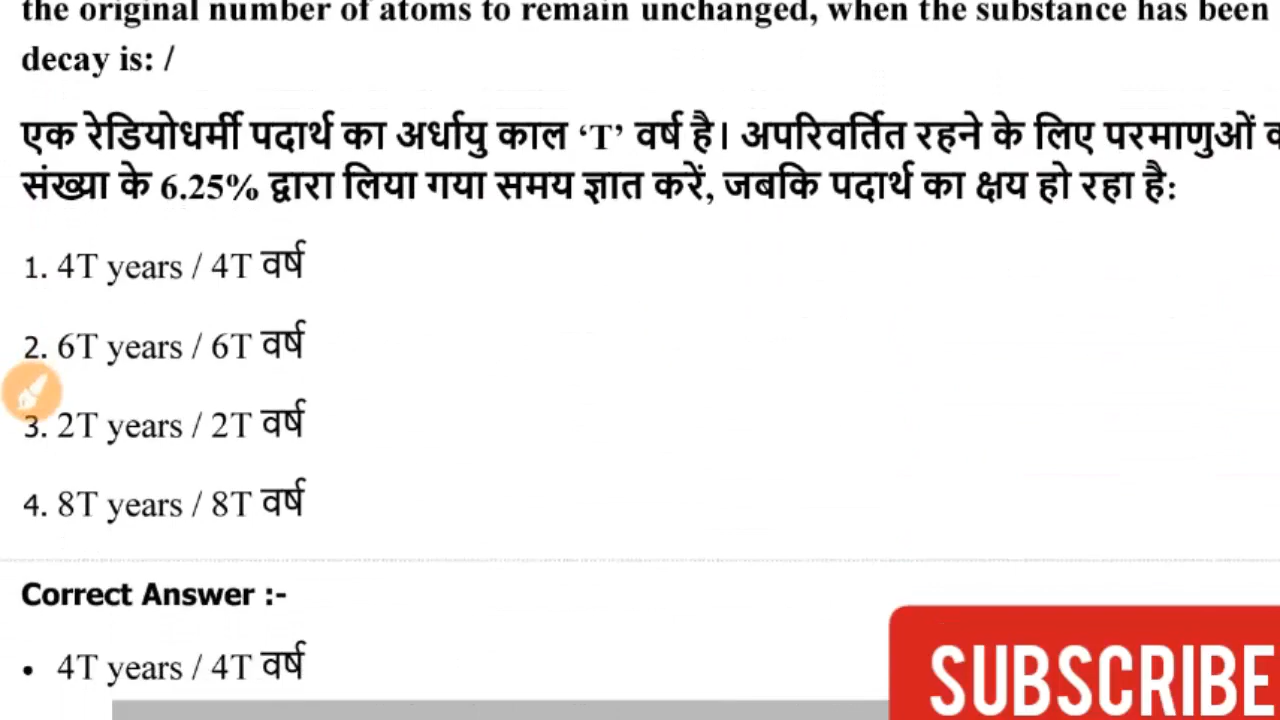 the original number of atoms to remain unchanged, when the substance has been
decay is: /
एक रेडियोधर्मी पदार्थ का अर्धायु काल ‘T’ वर्ष है। अपरिवर्तित रहने के लिए परमाणुओं
संख्या के 6.25% द्वारा लिया गया समय ज्ञात करें, जबकि पदार्थ का क्षय हो रहा है:
1. 4T years / 4T वर्ष
2. 6T years / 6T वर्ष
3. 2T years / 2T वर्ष
4. 8T years / 8T वर्ष
Correct Answer :-
• 4T years / 4T वर्ष
SUBSCRIBE